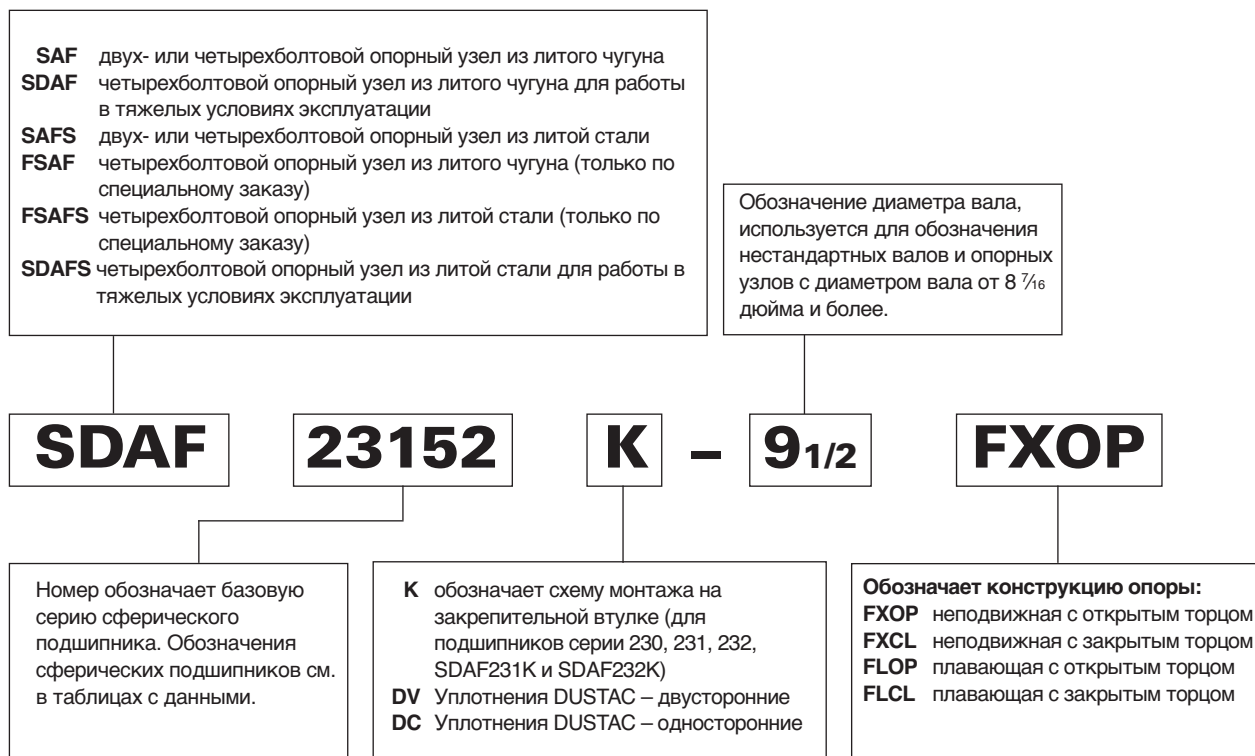 SAF двух- или четырехболтовой опорный узел из литого чугуна
SDAF четырехболтовой опорный узел из литого чугуна для работы
в тяжелых условиях эксплуатации
SAFS двух- или четырехболтовой опорный узел из литой стали
FSAF четырехболтовой опорный узел из литого чугуна (только по
специальному заказу)
FSAFS четырехболтовой опорный узел из литой стали (только по
специальному заказу)
SDAFS четырехболтовой опорный узел из литой стали для работы в
тяжелых условиях эксплуатации
Обозначение диаметра вала,
используется для обозначения
нестандартных валов и опорных
узлов с диаметром вала от 8 7/16
дюйма и более.
SDAF 23152 K – 9 1/2 FXOP
Номер обозначает базовую
серию сферического
подшипника. Обозначения
сферических подшипников см.
в таблицах с данными.
K обозначает схему монтажа на
закрепительной втулке (для
подшипников серии 230, 231, 232,
SDAF231K и SDAF232K)
DV Уплотнения DUSTAC – двусторонние
DC Уплотнения DUSTAC – односторонние
Обозначает конструкцию опоры:
FXOP неподвижная с открытым торцом
FXCL неподвижная с закрытым торцом
FLOP плавающая с открытым торцом
FLCL плавающая с закрытым торцом